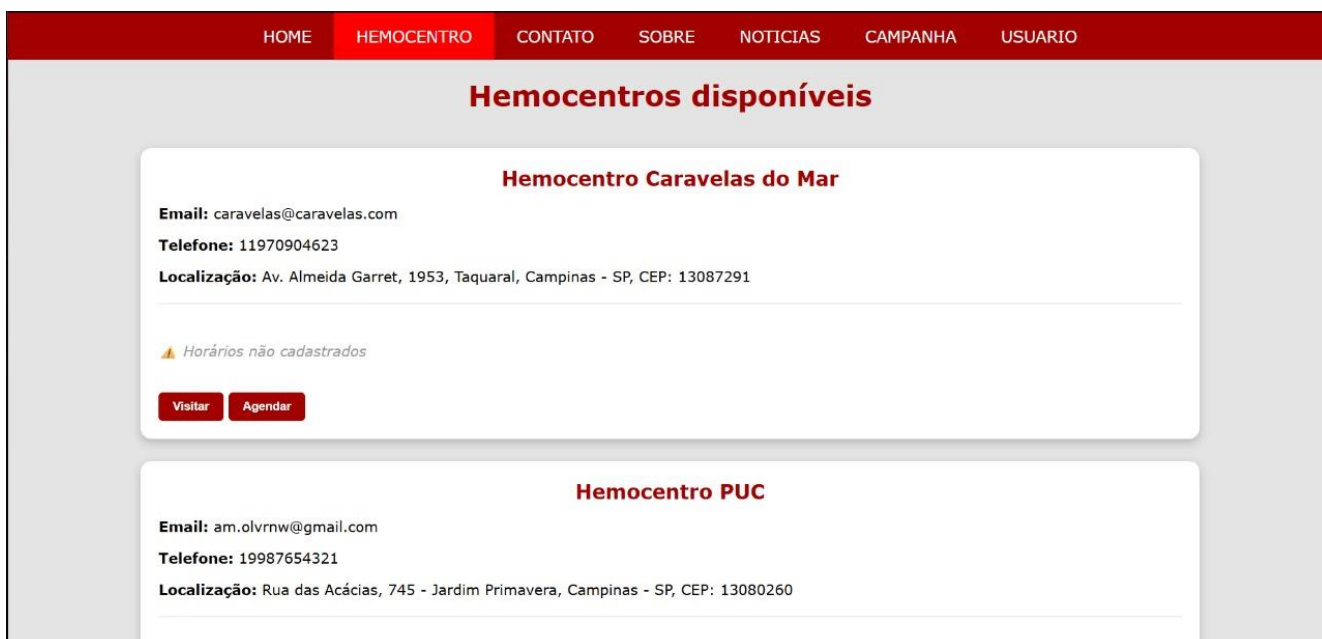 HOME HEMOCENTRO CONTATO SOBRE NOTICIAS CAMPANHA USUARIO
Hemocentros disponíveis
Hemocentro Caravelas do Mar
Email: caravelas@caravelas.com
Telefone: 11970904623
Localização: Av. Almeida Garret, 1953, Taquaral, Campinas - SP, CEP: 13087291
Horários não cadastrados
Visitar Agendar
Hemocentro PUC
Email: am.olvrnw@gmail.com
Telefone: 19987654321
Localização: Rua das Acácias, 745 - Jardim Primavera, Campinas - SP, CEP: 13080260